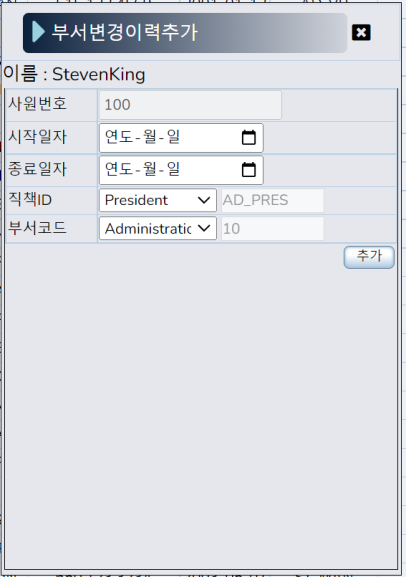 부서변경이력추가
이름 : StevenKing
사원번호 100
시작일자 연도-월-일
종료일자 연도-월-일
직책ID President AD_PRES
부서코드 Administratic 10
추가